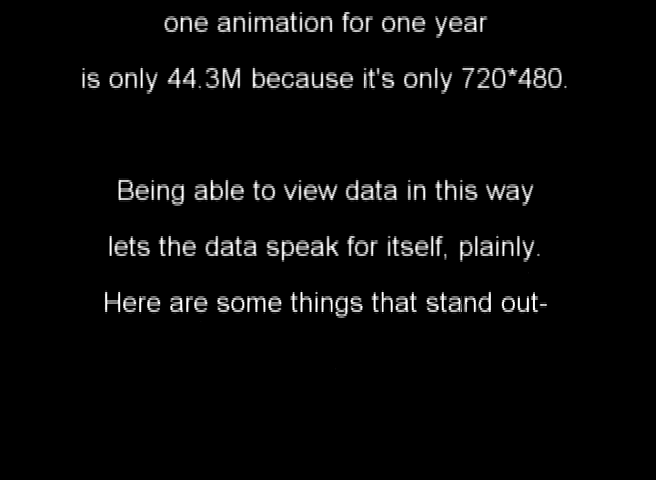 one animation for one year
is only 44.3M because it's only 720*480.
Being able to view data in this way
lets the data speak for itself, plainly.
Here are some things that stand out-